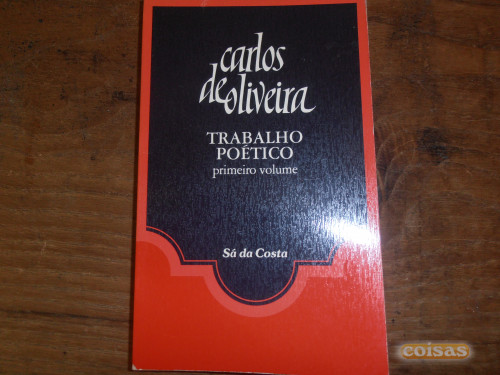 carlos
de oliveira
TRABALHO
POÉTICO
primeiro volume
Sá da Costa
coisas